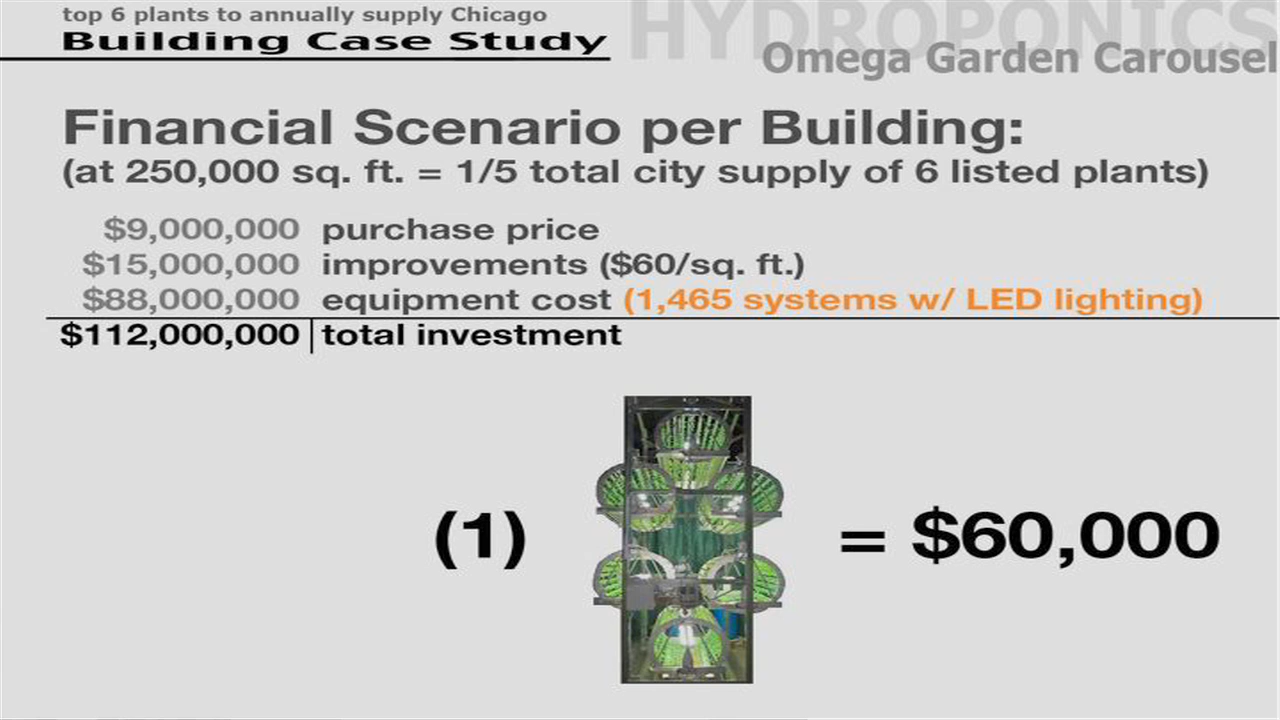 top 6 plants to annually supply Chicago
Building Case Study
HYDROPONICS
Omega Garden Carousel
Financial Scenario per Building:
(at 250,000 sq. ft. = 1/5 total city supply of 6 listed plants)
$9,000,000 purchase price
$15,000,000 improvements ($60/sq. ft.)
$88,000,000 equipment cost (1,465 systems w/ LED lighting)
$112,000,000 total investment
(1) = $60,000